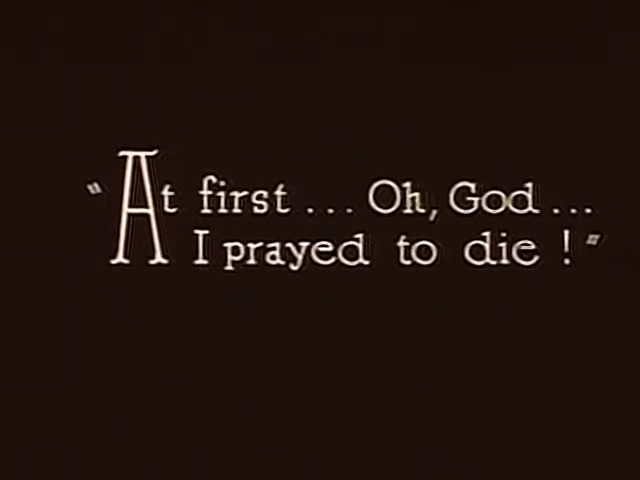 "At first ... Oh, God ...
I prayed to die !"